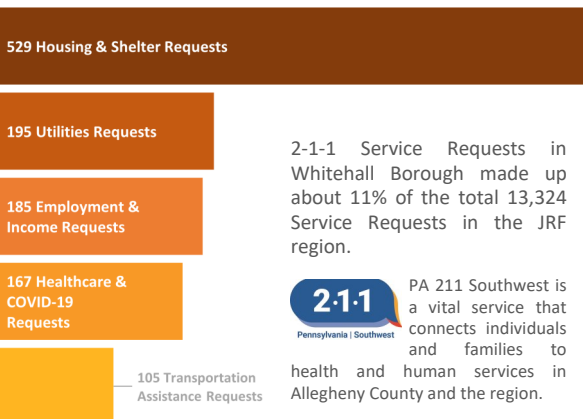 529 Housing & Shelter Requests
195 Utilities Requests
185 Employment &
Income Requests
167 Healthcare &
COVID-19
Requests
105 Transportation
Assistance Requests
2-1-1 Service Requests in
Whitehall Borough made up
about 11% of the total 13,324
Service Requests in the JRF
region.
2·1·1
Pennsylvania | Southwest
PA 211 Southwest is
a vital service that
connects individuals
and families to
health and human services in
Allegheny County and the region.